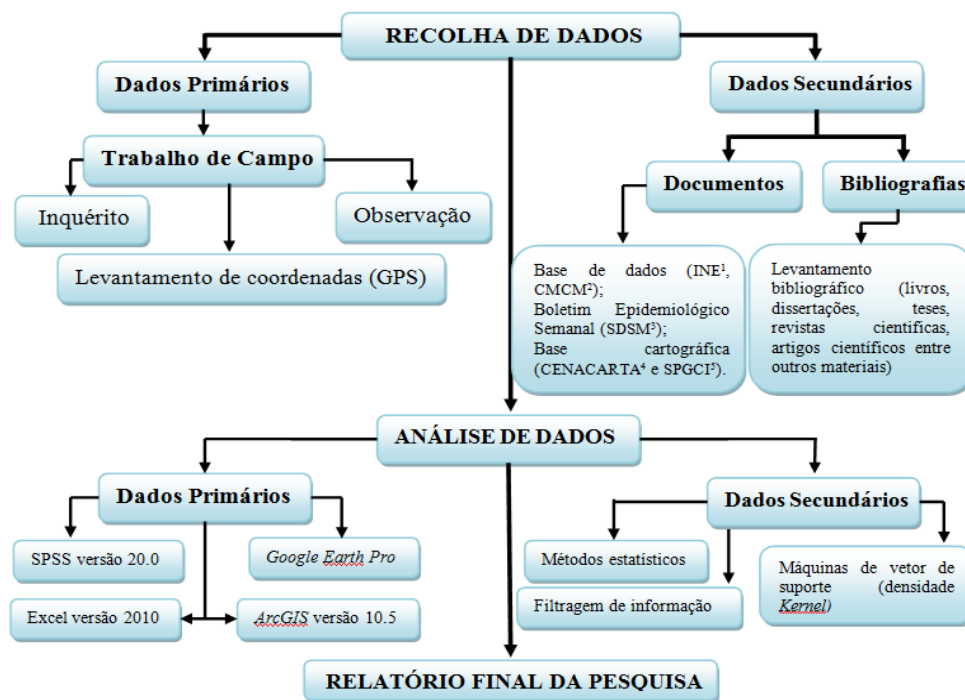 RECOLHA DE DADOS
Dados Primários
Dados Secundários
Trabalho de Campo
Documentos
Bibliografias
Inquérito
Observação
Levantamento de coordenadas (GPS)
Base de dados (INE¹,
CMCM²);
Boletim Epidemiológico
Semanal (SDSM³);
Base cartográfica
(CENACARTA⁴ e SPGCI⁵).
Levantamento
bibliográfico (livros,
dissertações, teses,
revistas cientificas,
artigos científicos entre
outros materiais)
ANÁLISE DE DADOS
Dados Primários
Dados Secundários
SPSS versão 20.0
Google Earth Pro
Excel versão 2010
ArcGIS versão 10.5
Métodos estatísticos
Filtragem de informação
Máquinas de vetor de
suporte (densidade
Kernel)
RELATÓRIO FINAL DA PESQUISA